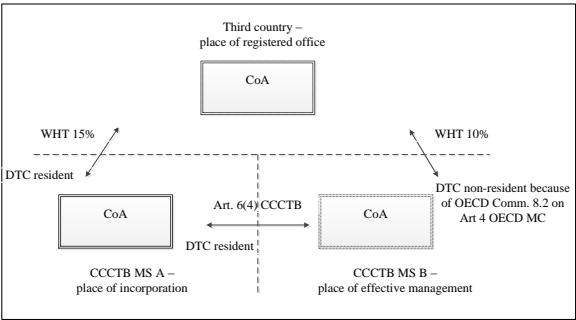 Third country –
place of registered office
CoA
WHT 15%
WHT 10%
DTC resident
DTC non-resident because
of OECD Comm. 8.2 on
Art 4 OECD MC
CoA
Art. 6(4) CCCTB
CoA
DTC resident
CCCTB MS A –
place of incorporation
CCCTB MS B –
place of effective management